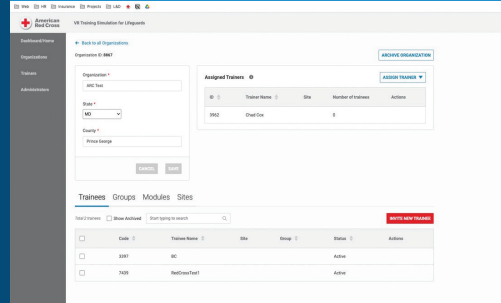 Web HR Insurance Projects L&D
American Red Cross
VR Training Simulation for Lifeguards
Dashboard/Home
Organizations
Trainers
Administrators
← Back to all Organizations
Organization ID: 8667
ARCHIVE ORGANIZATION
Organization *
ARC Test
State *
MD
County *
Prince George
CANCEL SAVE
Assigned Trainers
ASSIGN TRAINER
ID Trainer Name Site Number of trainees Actions
5962 Chad Cox 0
Trainees Groups Modules Sites
Total 2 trainees Show Archived Start typing to search
INVITE NEW TRAINEE
Code Trainee Name Site Group Status Actions
3397 BC Active
7439 RedCrossTest1 Active